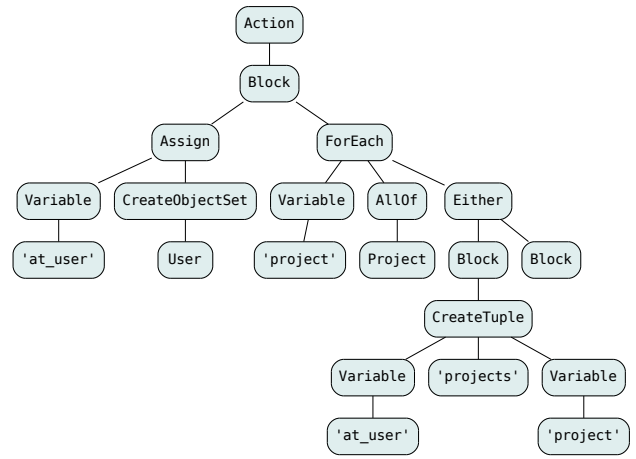 Action
Block
Assign ForEach
Variable CreateObjectSet Variable AllOf Either
'at_user' User 'project' Project Block Block
CreateTuple
Variable 'projects' Variable
'at_user' 'project'